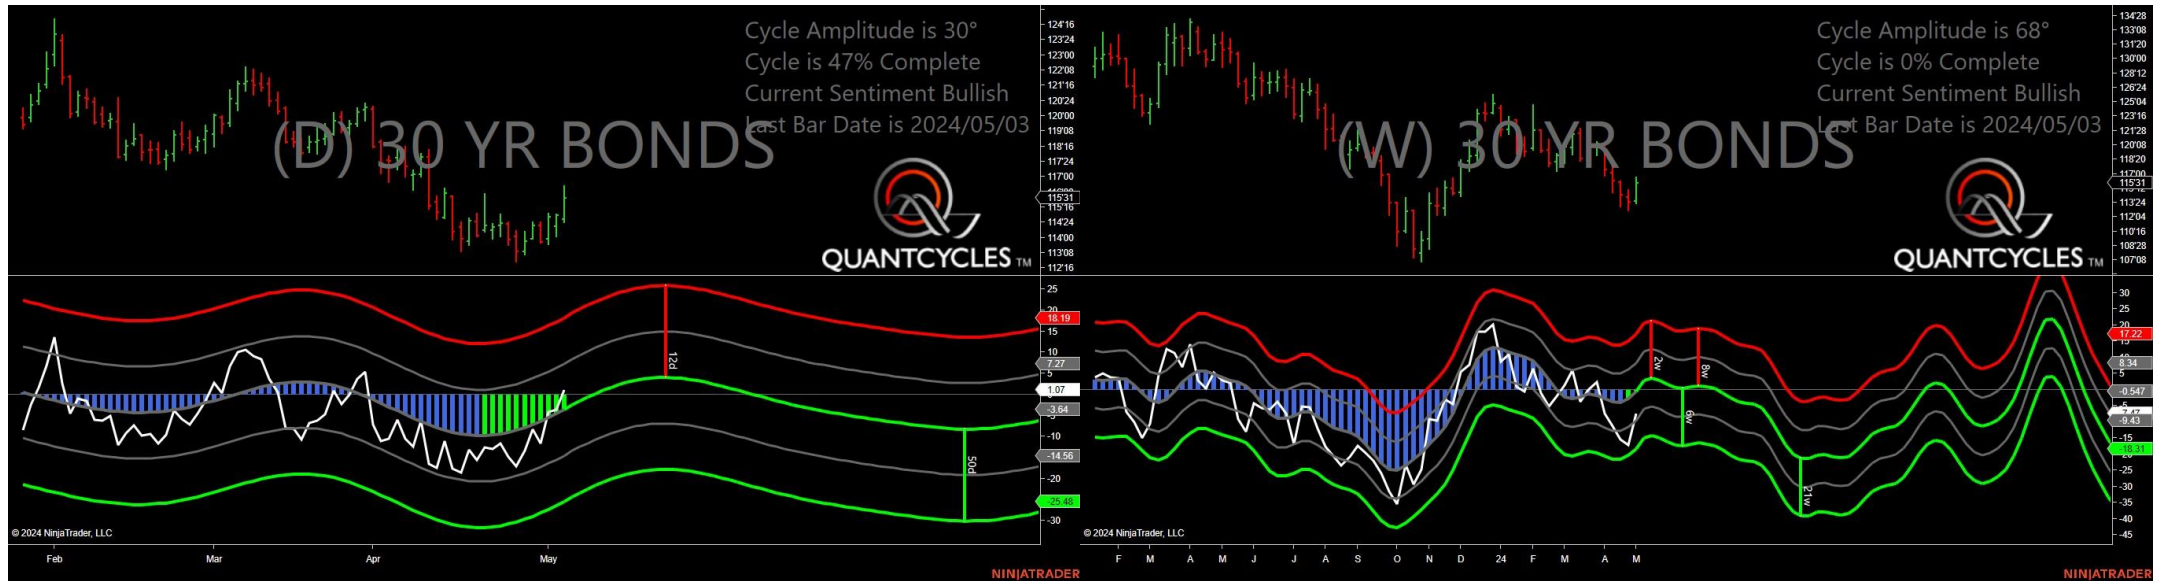 Cycle Amplitude is 30°
Cycle is 47% Complete
Current Sentiment Bullish
Last Bar Date is 2024/05/03
(D) 30 YR BONDS
QUANTCYCLES TM
124'16
123'24
123'00
122'08
121'16
120'24
120'00
119'08
118'16
117'24
117'00
115'31
115'16
114'24
114'00
113'08
112'16
25
20
18.19
15
10
7.27
5
1.07
-3.64
-10
-14.56
-20
-25.48
-30
12d
50d
© 2024 NinjaTrader, LLC
Feb Mar Apr May
NINJATRADER
Cycle Amplitude is 68°
Cycle is 0% Complete
Current Sentiment Bullish
Last Bar Date is 2024/05/03
(W) 30 YR BONDS
QUANTCYCLES TM
134'28
133'08
131'20
130'00
128'12
126'24
125'04
123'16
121'28
120'08
118'20
117'00
115'31
113'24
112'04
110'16
108'28
107'08
30
25
20
17.22
8.34
5
-0.547
-7.47
-9.43
-15
-18.31
-25
-30
-35
-40
-45
2w
8w
6w
21w
© 2024 NinjaTrader, LLC
F M A M J J A S O N D 24 F M A M
NINJATRADER